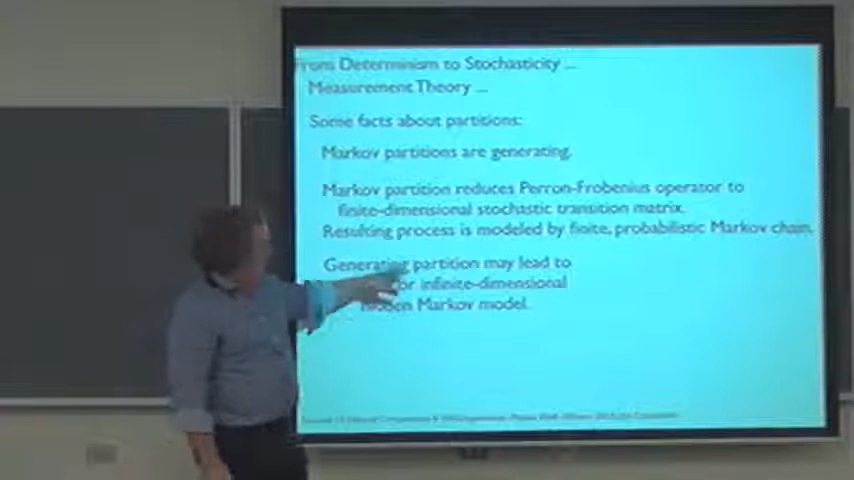 From Determinism to Stochasticity ...
Measurement Theory ...
Some facts about partitions:
Markov partitions are generating.
Markov partition reduces Perron-Frobenius operator to
finite-dimensional stochastic transition matrix.
Resulting process is modeled by finite, probabilistic Markov chain.
Generating partition may lead to
or infinite-dimensional
hidden Markov model.